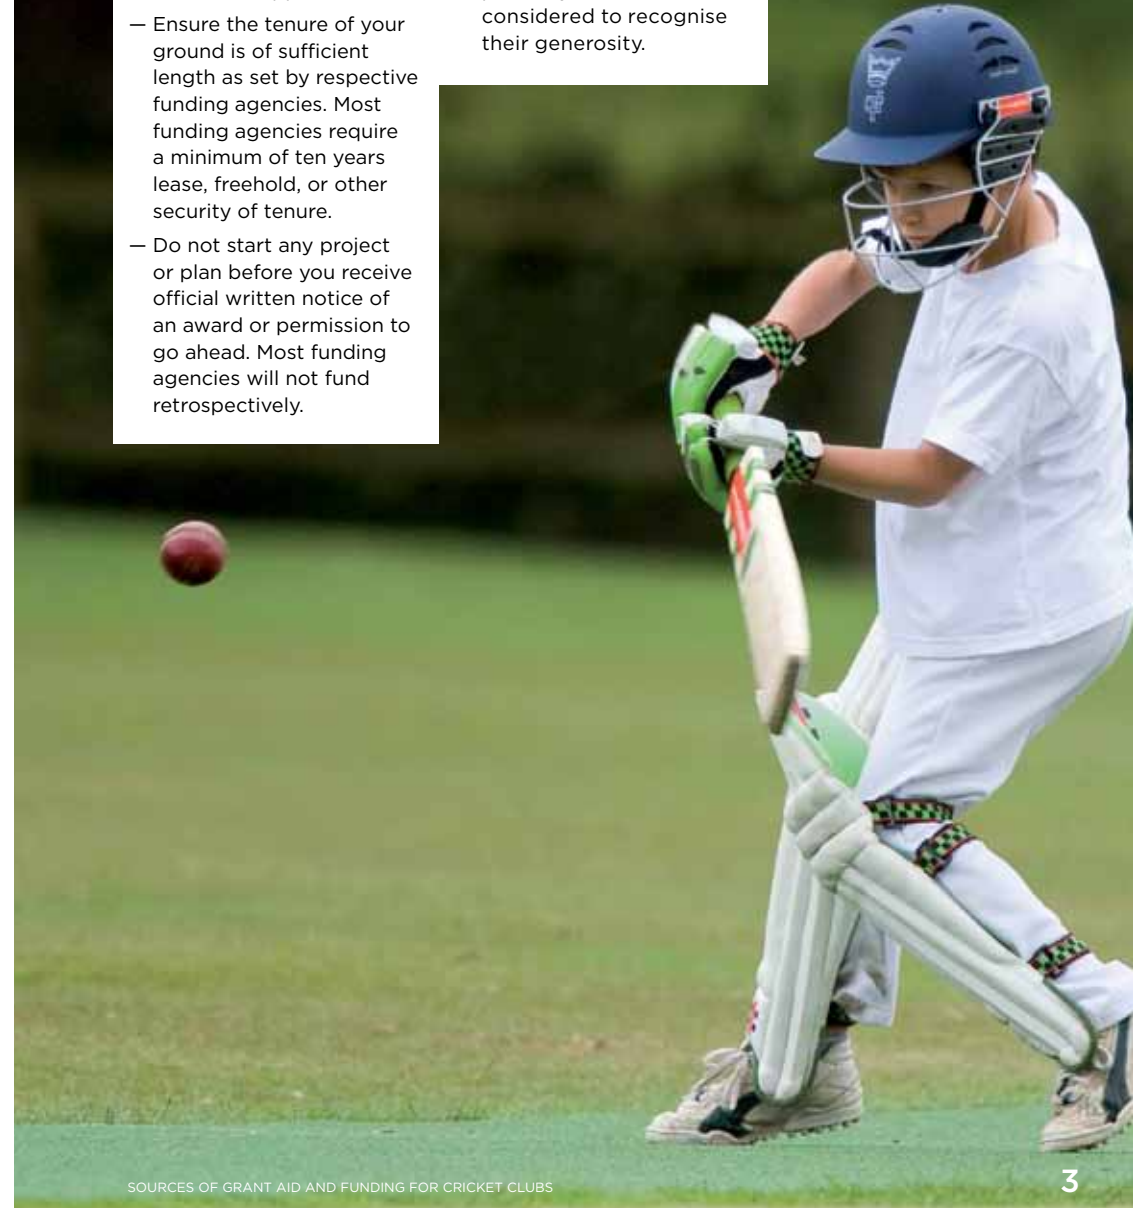 — Ensure the tenure of your
ground is of sufficient
length as set by respective
funding agencies. Most
funding agencies require
a minimum of ten years
lease, freehold, or other
security of tenure.
— Do not start any project
or plan before you receive
official written notice of
an award or permission to
go ahead. Most funding
agencies will not fund
retrospectively.
considered to recognise
their generosity.
SOURCES OF GRANT AID AND FUNDING FOR CRICKET CLUBS
3